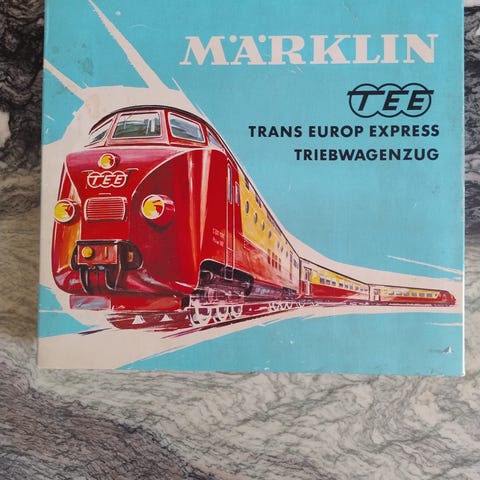 MÄRKLIN
TEE
TRANS EUROP EXPRESS
TRIEBWAGENZUG
TEE